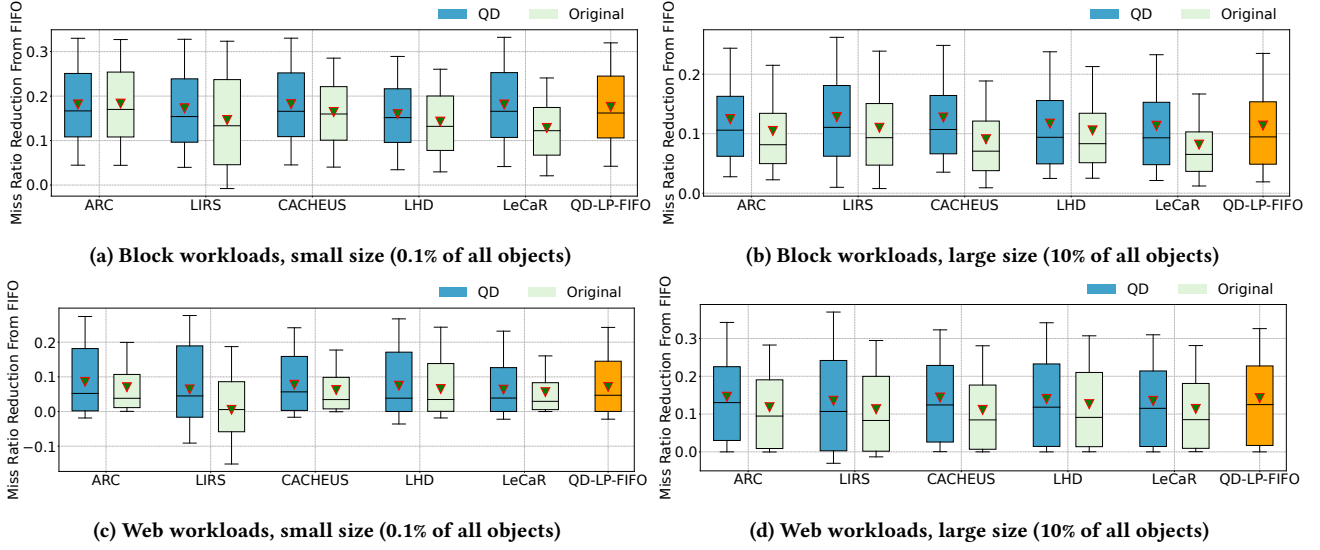 QD Original
Miss Ratio Reduction From FIFO
0.3
0.2
0.1
0.0
ARC LIRS CACHEUS LHD LeCaR QD-LP-FIFO
(a) Block workloads, small size (0.1% of all objects)
QD Original
Miss Ratio Reduction From FIFO
0.2
0.1
0.0
ARC LIRS CACHEUS LHD LeCaR QD-LP-FIFO
(b) Block workloads, large size (10% of all objects)
QD Original
Miss Ratio Reduction From FIFO
0.2
0.1
0.0
−0.1
ARC LIRS CACHEUS LHD LeCaR QD-LP-FIFO
(c) Web workloads, small size (0.1% of all objects)
QD Original
Miss Ratio Reduction From FIFO
0.3
0.2
0.1
0.0
ARC LIRS CACHEUS LHD LeCaR QD-LP-FIFO
(d) Web workloads, large size (10% of all objects)